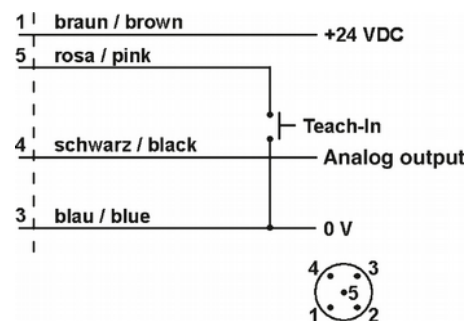 1 braun / brown +24 VDC
5 rosa / pink
Teach-In
4 schwarz / black Analog output
3 blau / blue 0 V
4 3
5
1 2